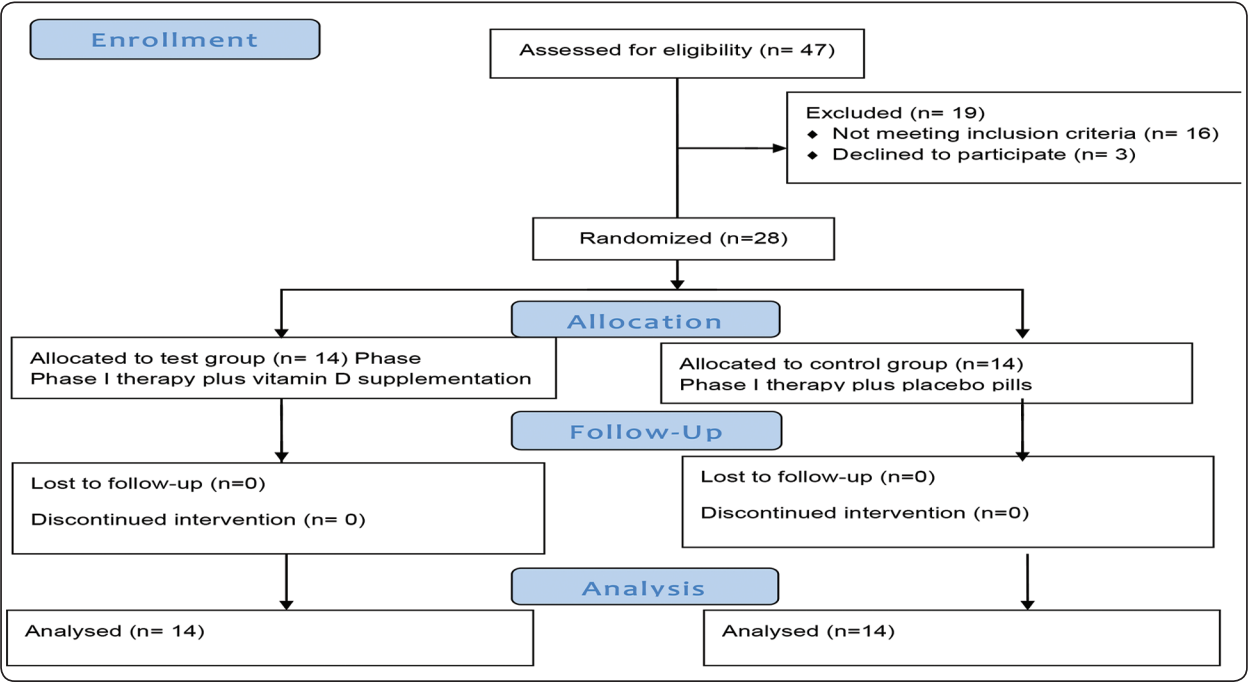 Enrollment
Assessed for eligibility (n= 47)
Excluded (n= 19)
◆ Not meeting inclusion criteria (n= 16)
◆ Declined to participate (n= 3)
Randomized (n=28)
Allocation
Allocated to test group (n= 14) Phase
Phase I therapy plus vitamin D supplementation
Allocated to control group (n=14)
Phase I therapy plus placebo pills
Follow-Up
Lost to follow-up (n=0)
Discontinued intervention (n= 0)
Lost to follow-up (n=0)
Discontinued intervention (n=0)
Analysis
Analysed (n= 14)
Analysed (n=14)